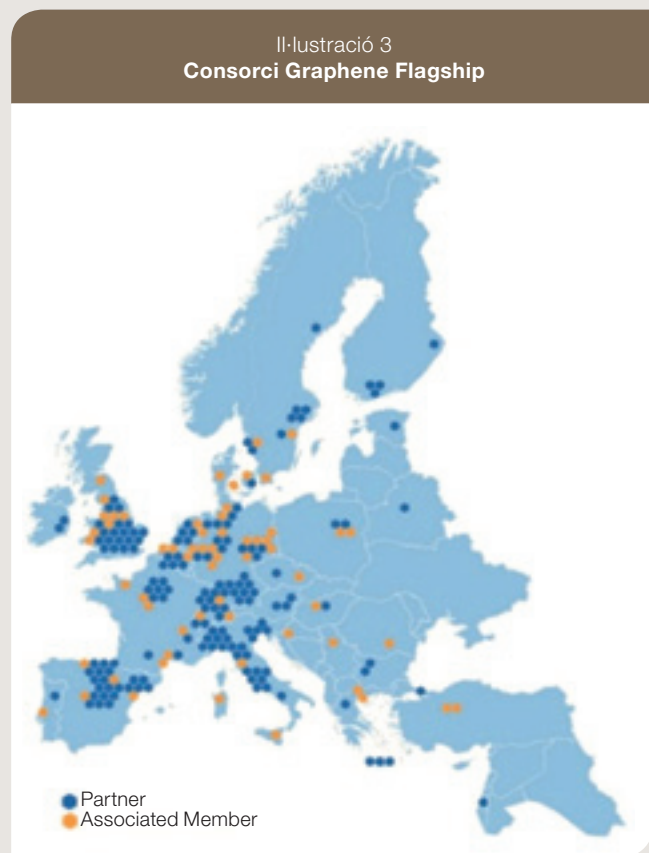 Il·lustració 3
Consorci Graphene Flagship
Partner
Associated Member